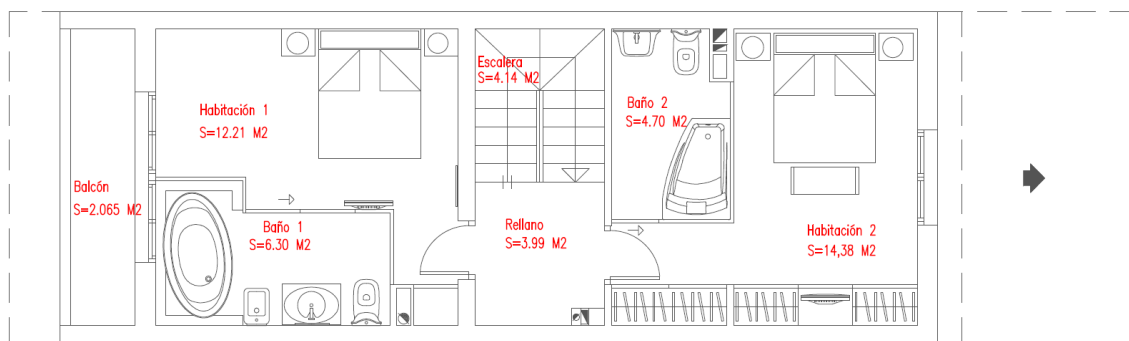 Escalera
S=4.14 M2
Habitación 1
S=12.21 M2
Baño 2
S=4.70 M2
Balcón
S=2.065 M2
Baño 1
S=6.30 M2
Rellano
S=3.99 M2
Habitación 2
S=14,38 M2